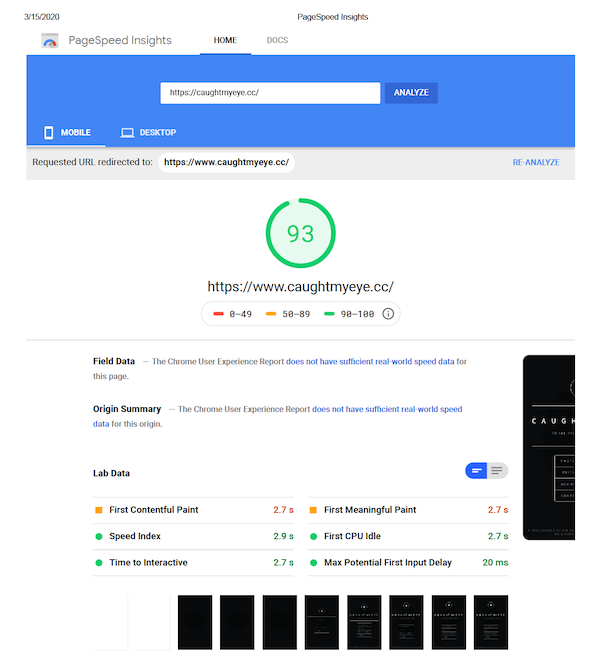 3/15/2020 PageSpeed Insights
PageSpeed Insights HOME DOCS
https://caughtmyeye.cc/ ANALYZE
MOBILE DESKTOP
Requested URL redirected to: https://www.caughtmyeye.cc/ RE-ANALYZE
93
https://www.caughtmyeye.cc/
0–49 50–89 90–100
Field Data — The Chrome User Experience Report does not have sufficient real-world speed data for
this page.
Origin Summary — The Chrome User Experience Report does not have sufficient real-world speed
data for this origin.
CAUGH
Lab Data
First Contentful Paint 2.7 s First Meaningful Paint 2.7 s
Speed Index 2.9 s First CPU Idle 2.7 s
Time to Interactive 2.7 s Max Potential First Input Delay 20 ms